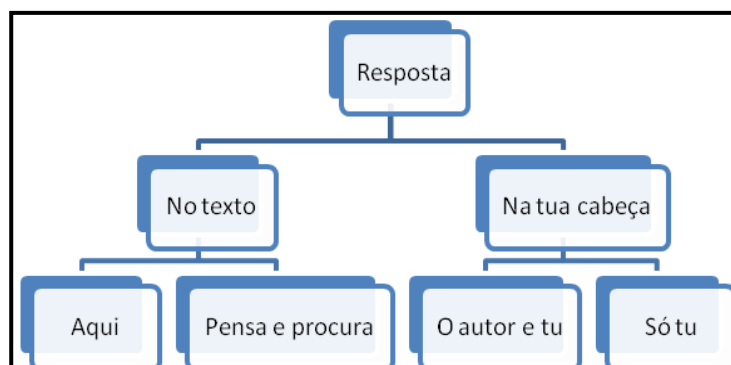 Resposta
No texto
Na tua cabeça
Aqui
Pensa e procura
O autor e tu
Só tu